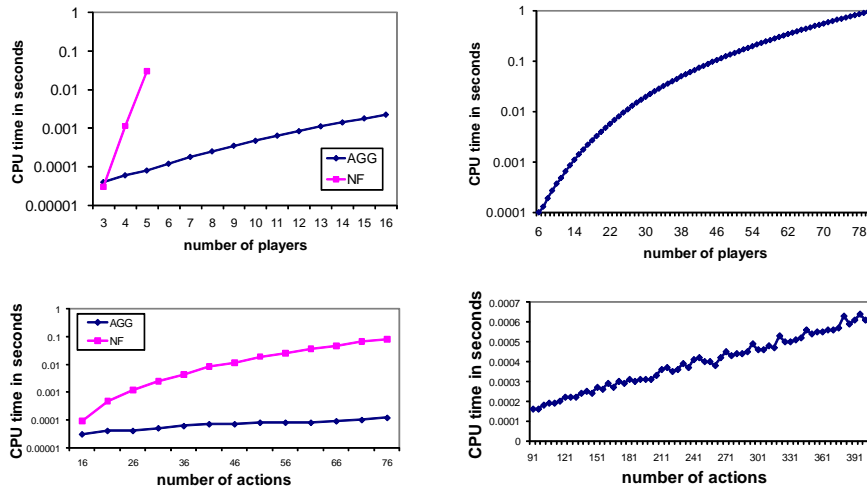 CPU time in seconds
1
0.1
0.01
0.001
0.0001
0.00001
AGG
NF
3 4 5 6 7 8 9 10 11 12 13 14 15 16
number of players
CPU time in seconds
1
0.1
0.01
0.001
0.0001
6 14 22 30 38 46 54 62 70 78
number of players
CPU time in seconds
1
0.1
0.01
0.001
0.0001
0.00001
AGG
NF
16 26 36 46 56 66 76
number of actions
CPU time in seconds
0.0007
0.0006
0.0005
0.0004
0.0003
0.0002
0.0001
0
91 121 151 181 211 241 271 301 331 361 391
number of actions